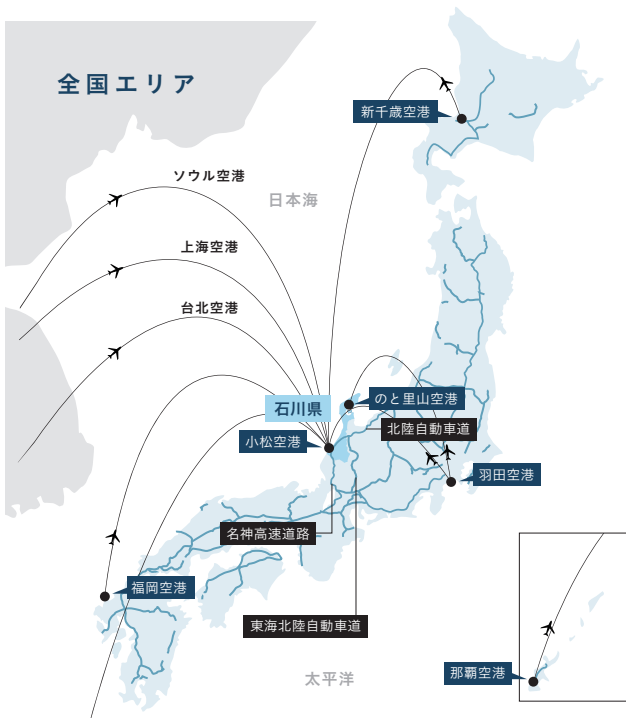 全国エリア
新千歳空港
ソウル空港
日本海
上海空港
台北空港
のと里山空港
石川県
北陸自動車道
小松空港
羽田空港
名神高速道路
福岡空港
東海北陸自動車道
那覇空港
太平洋